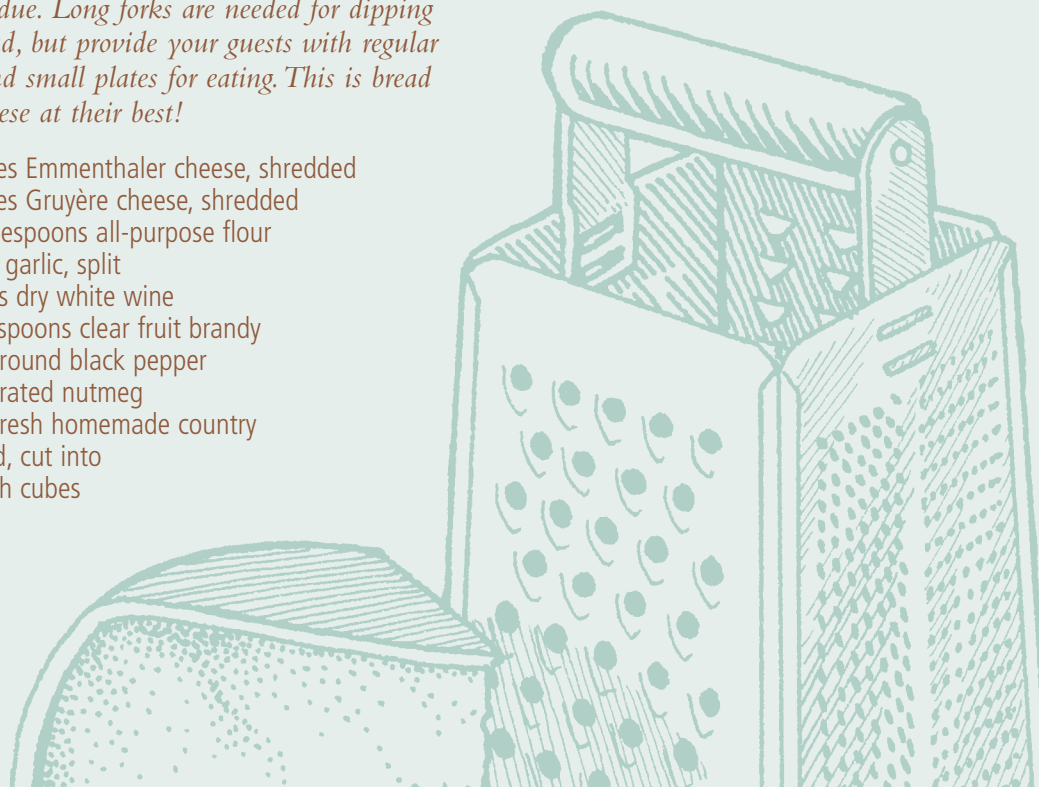 due. Long forks are needed for dipping
d, but provide your guests with regular
nd small plates for eating. This is bread
ese at their best!
es Emmenthaler cheese, shredded
es Gruyère cheese, shredded
espoons all-purpose flour
garlic, split
s dry white wine
spoons clear fruit brandy
round black pepper
rated nutmeg
resh homemade country
d, cut into
h cubes